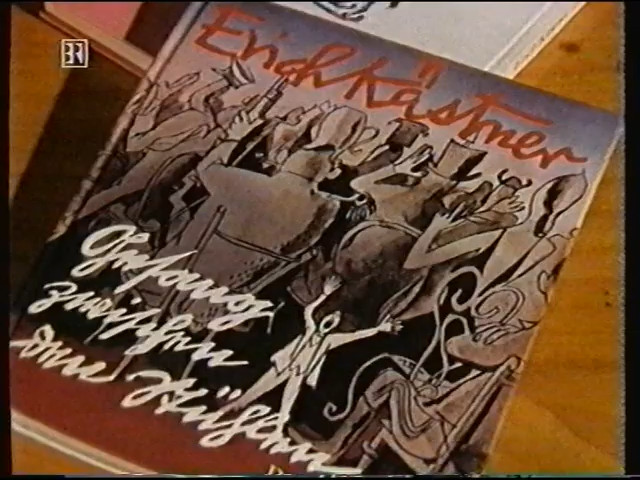 BR
Erich Kästner
Gesang
zwischen
den Stühlen